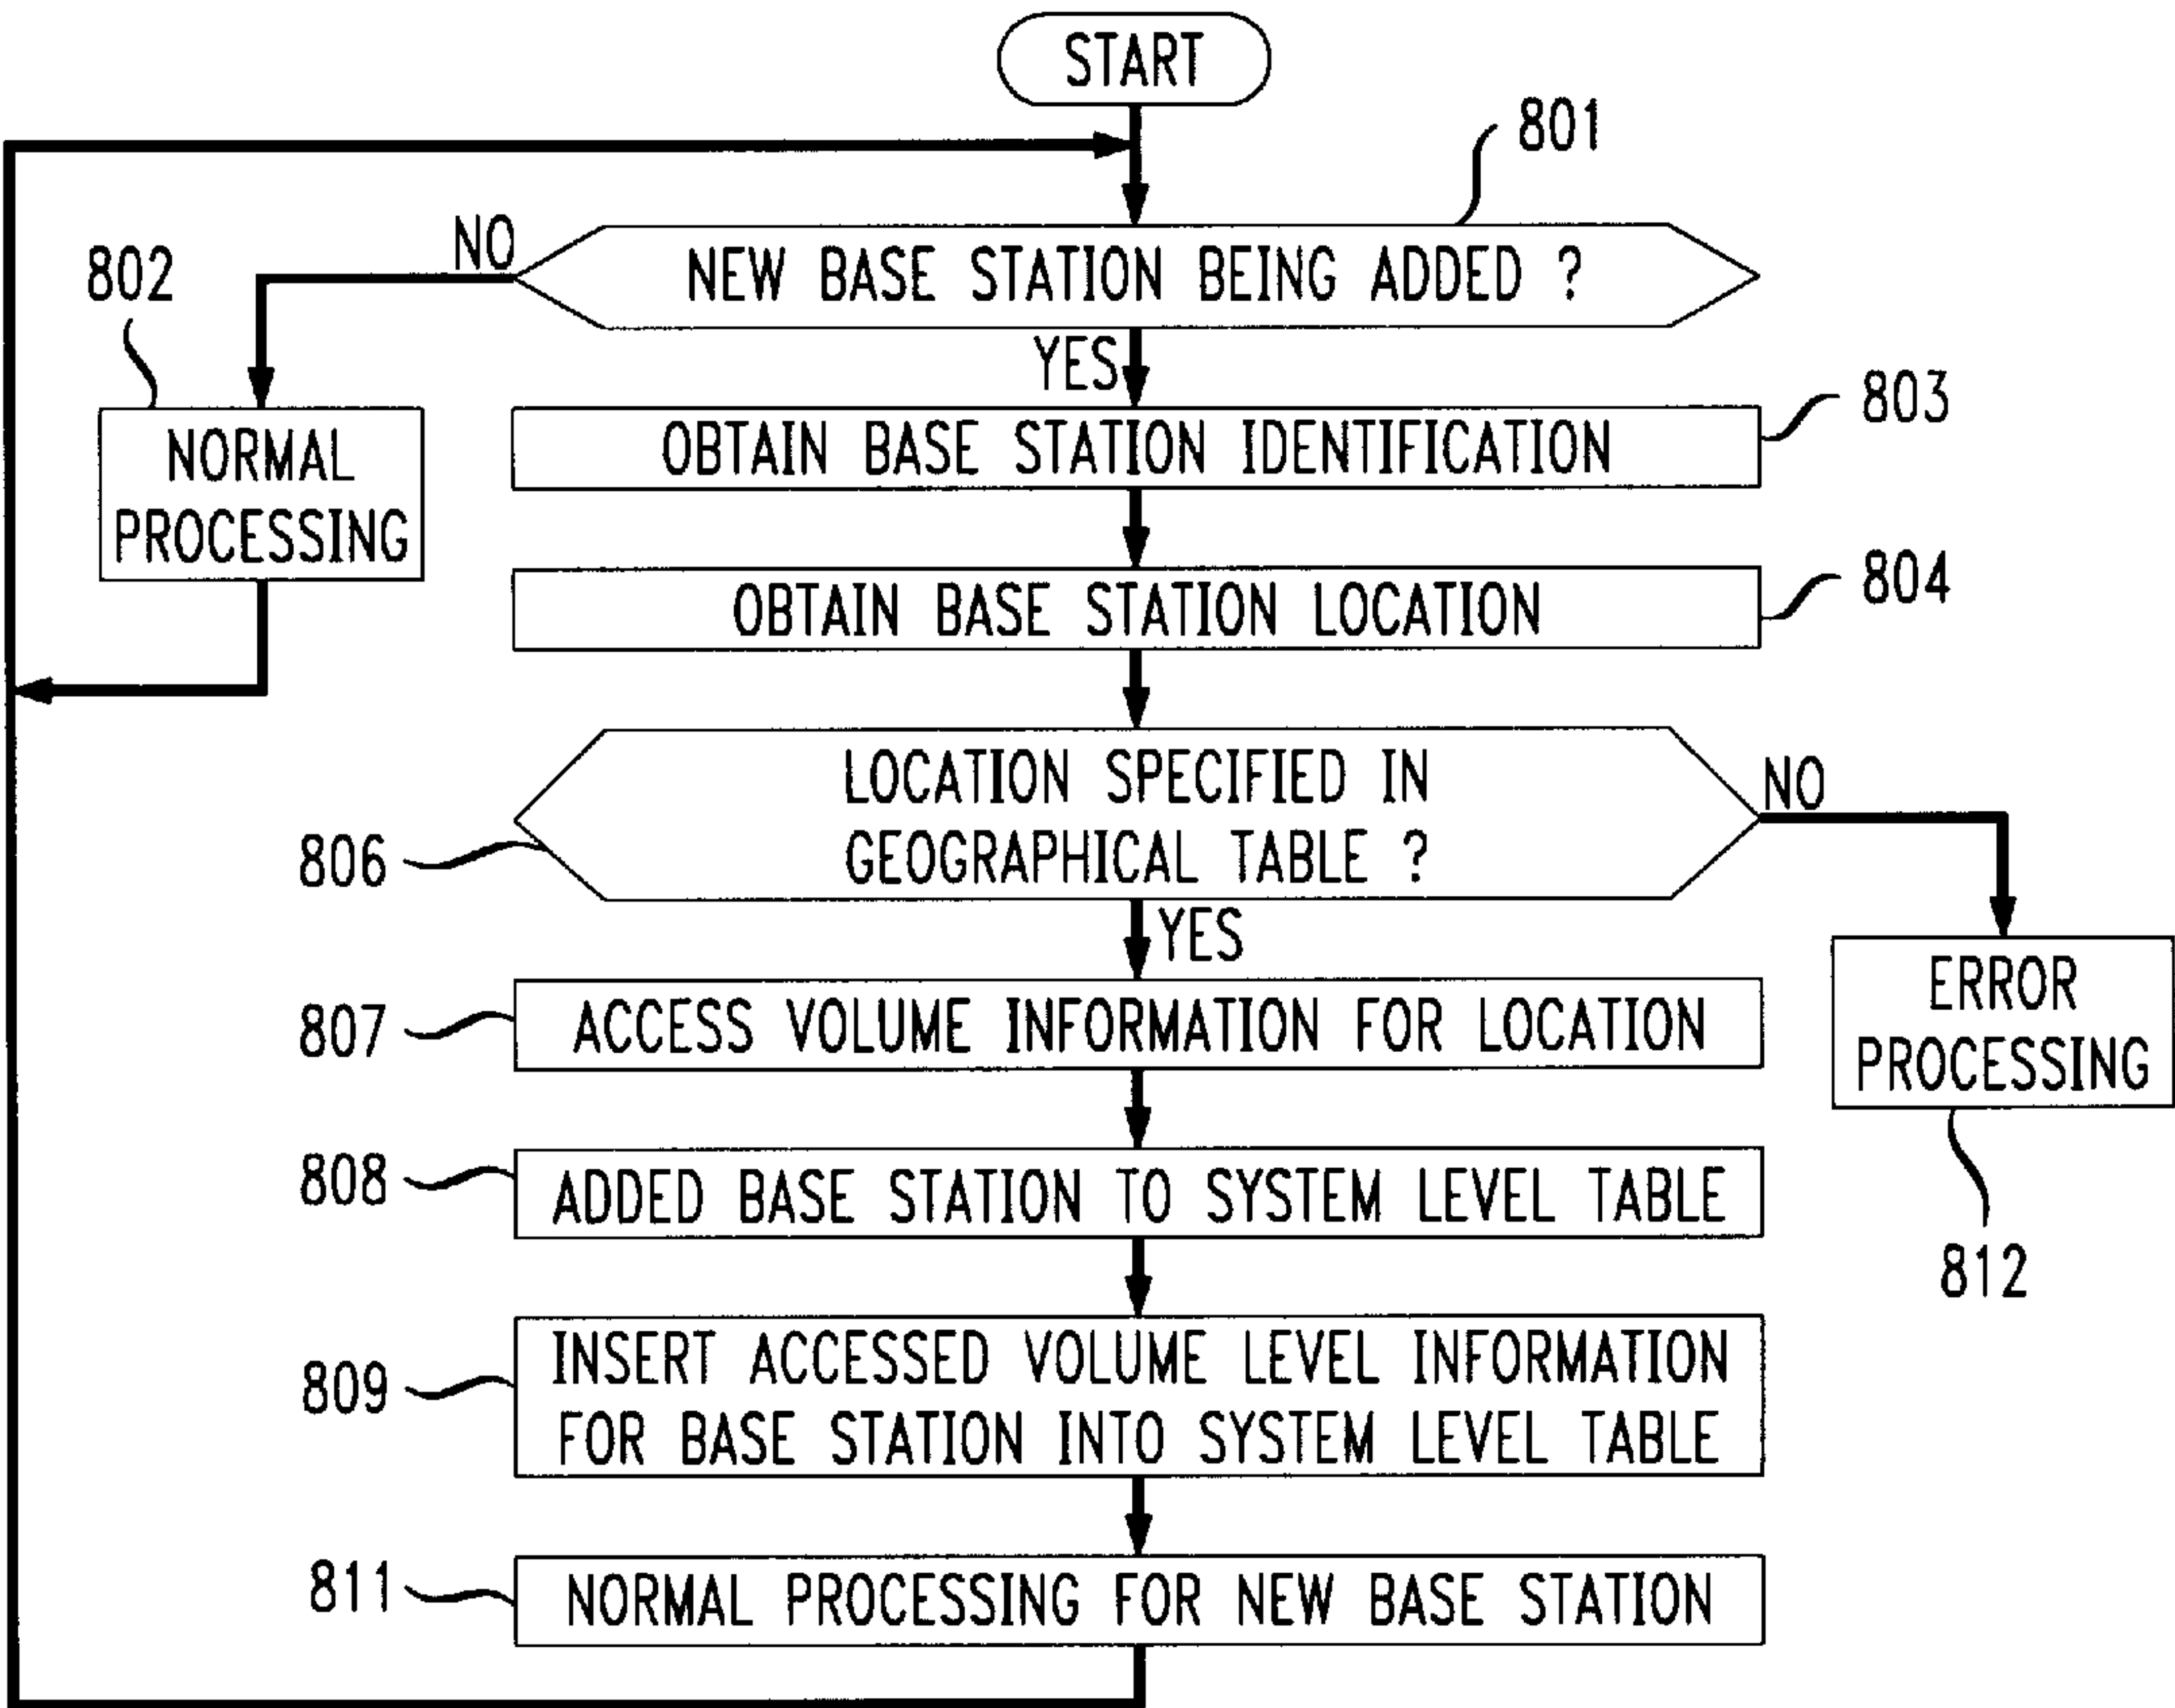 START
801
NO
NEW BASE STATION BEING ADDED ?
802
YES
803
OBTAIN BASE STATION IDENTIFICATION
NORMAL
PROCESSING
804
OBTAIN BASE STATION LOCATION
LOCATION SPECIFIED IN
GEOGRAPHICAL TABLE ?
NO
806
YES
807
ACCESS VOLUME INFORMATION FOR LOCATION
ERROR
PROCESSING
808
ADDED BASE STATION TO SYSTEM LEVEL TABLE
812
809
INSERT ACCESSED VOLUME LEVEL INFORMATION
FOR BASE STATION INTO SYSTEM LEVEL TABLE
811
NORMAL PROCESSING FOR NEW BASE STATION